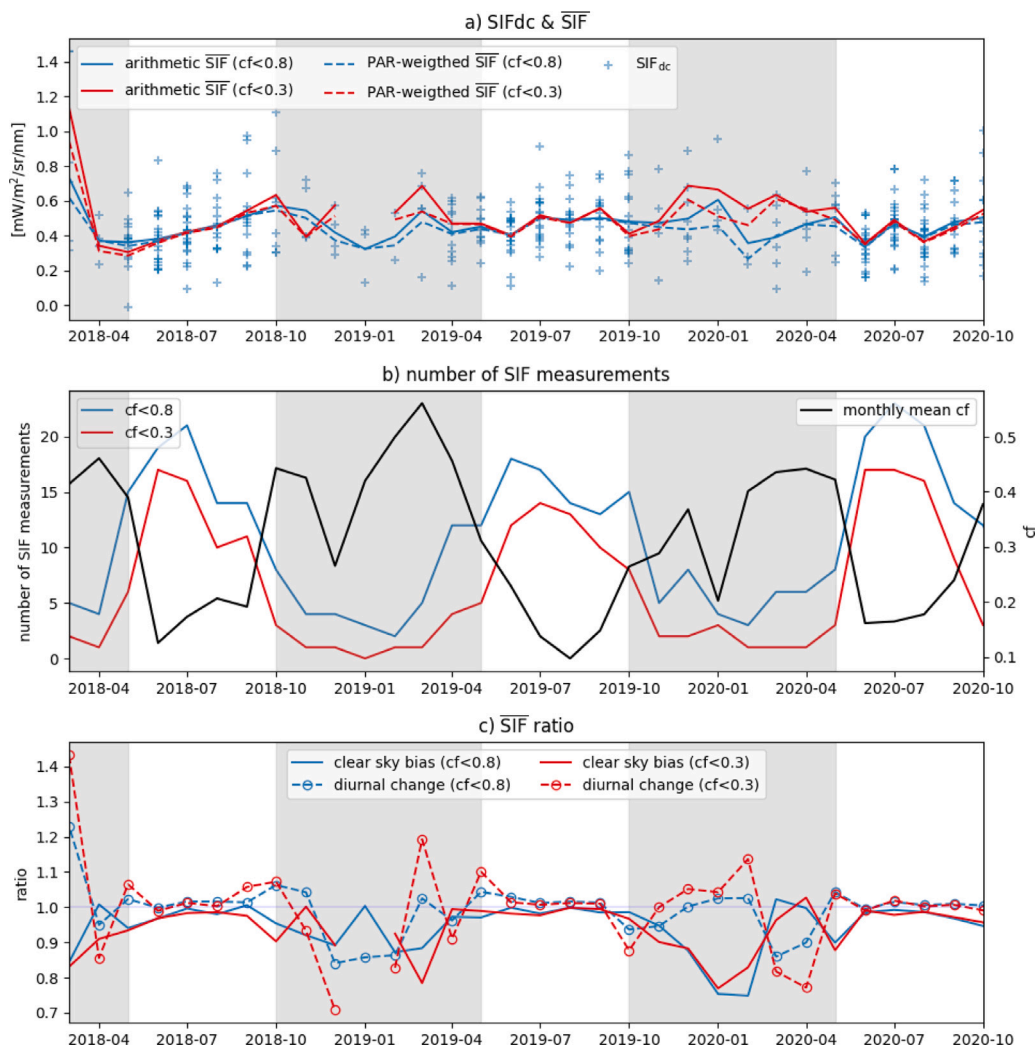 a) SIFdc & SIF
arithmetic SIF (cf<0.8)
arithmetic SIF (cf<0.3)
PAR-weigthed SIF (cf<0.8)
PAR-weigthed SIF (cf<0.3)
SIFdc
[mW/m²/sr/nm]
1.4
1.2
1.0
0.8
0.6
0.4
0.2
0.0
2018-04 2018-07 2018-10 2019-01 2019-04 2019-07 2019-10 2020-01 2020-04 2020-07 2020-10
b) number of SIF measurements
cf<0.8
cf<0.3
monthly mean cf
number of SIF measurements
20
15
10
5
0
cf
0.5
0.4
0.3
0.2
0.1
2018-04 2018-07 2018-10 2019-01 2019-04 2019-07 2019-10 2020-01 2020-04 2020-07 2020-10
c) SIF ratio
clear sky bias (cf<0.8)
diurnal change (cf<0.8)
clear sky bias (cf<0.3)
diurnal change (cf<0.3)
ratio
1.4
1.3
1.2
1.1
1.0
0.9
0.8
0.7
2018-04 2018-07 2018-10 2019-01 2019-04 2019-07 2019-10 2020-01 2020-04 2020-07 2020-10